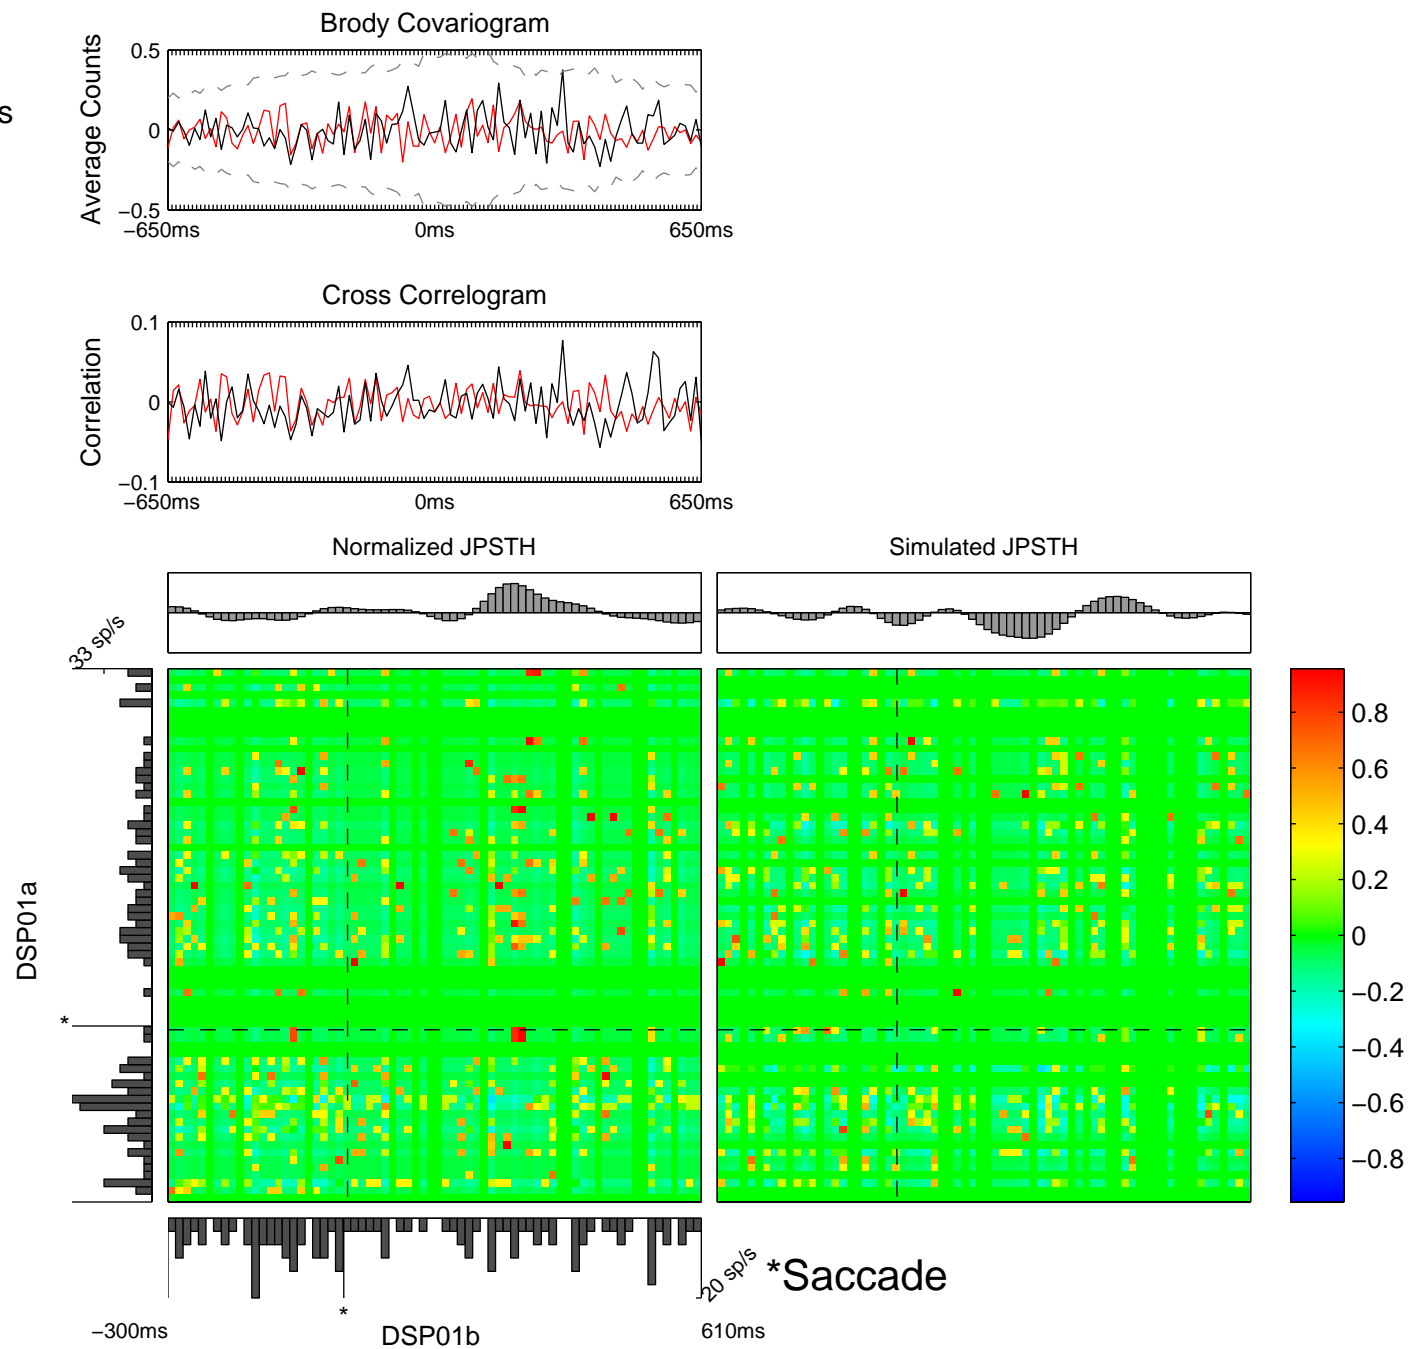 Brody Covariogram
s
Average Counts
0.5
0
−0.5
−650ms
0ms
650ms
Cross Correlogram
Correlation
0.1
0
−0.1
−650ms
0ms
650ms
Normalized JPSTH
Simulated JPSTH
33 sp/s
DSP01a
*
0.8
0.6
0.4
0.2
0
−0.2
−0.4
−0.6
−0.8
20 sp/s
*Saccade
*
−300ms
DSP01b
610ms